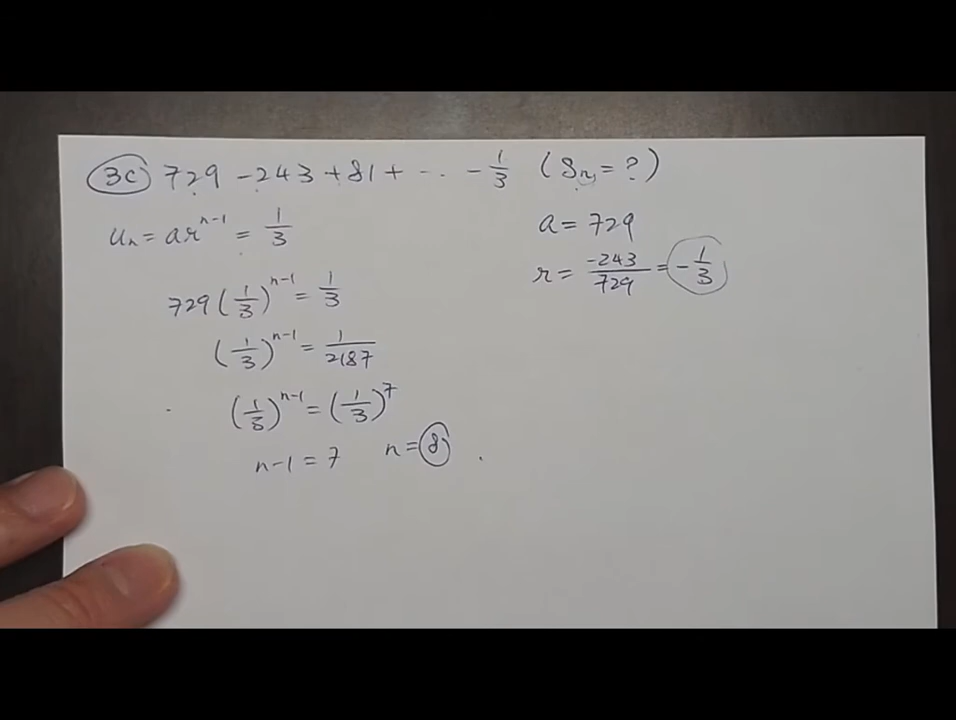 3c) 729 - 243 + 81 + ... - 1/3 (Sn = ?)
a = 729
r = -243/729 = -1/3
Un = ar^(n-1) = 1/3
729(1/3)^(n-1) = 1/3
(1/3)^(n-1) = 1/2187
(1/3)^(n-1) = (1/3)^7
n-1 = 7 n = 8